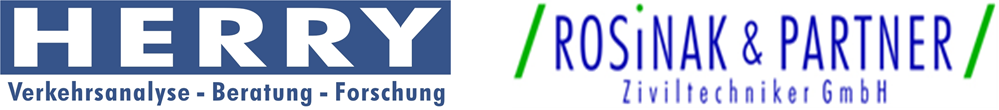 HERRY
Verkehrsanalyse - Beratung - Forschung
/ROSiNAK & PARTNER/
Ziviltechniker GmbH